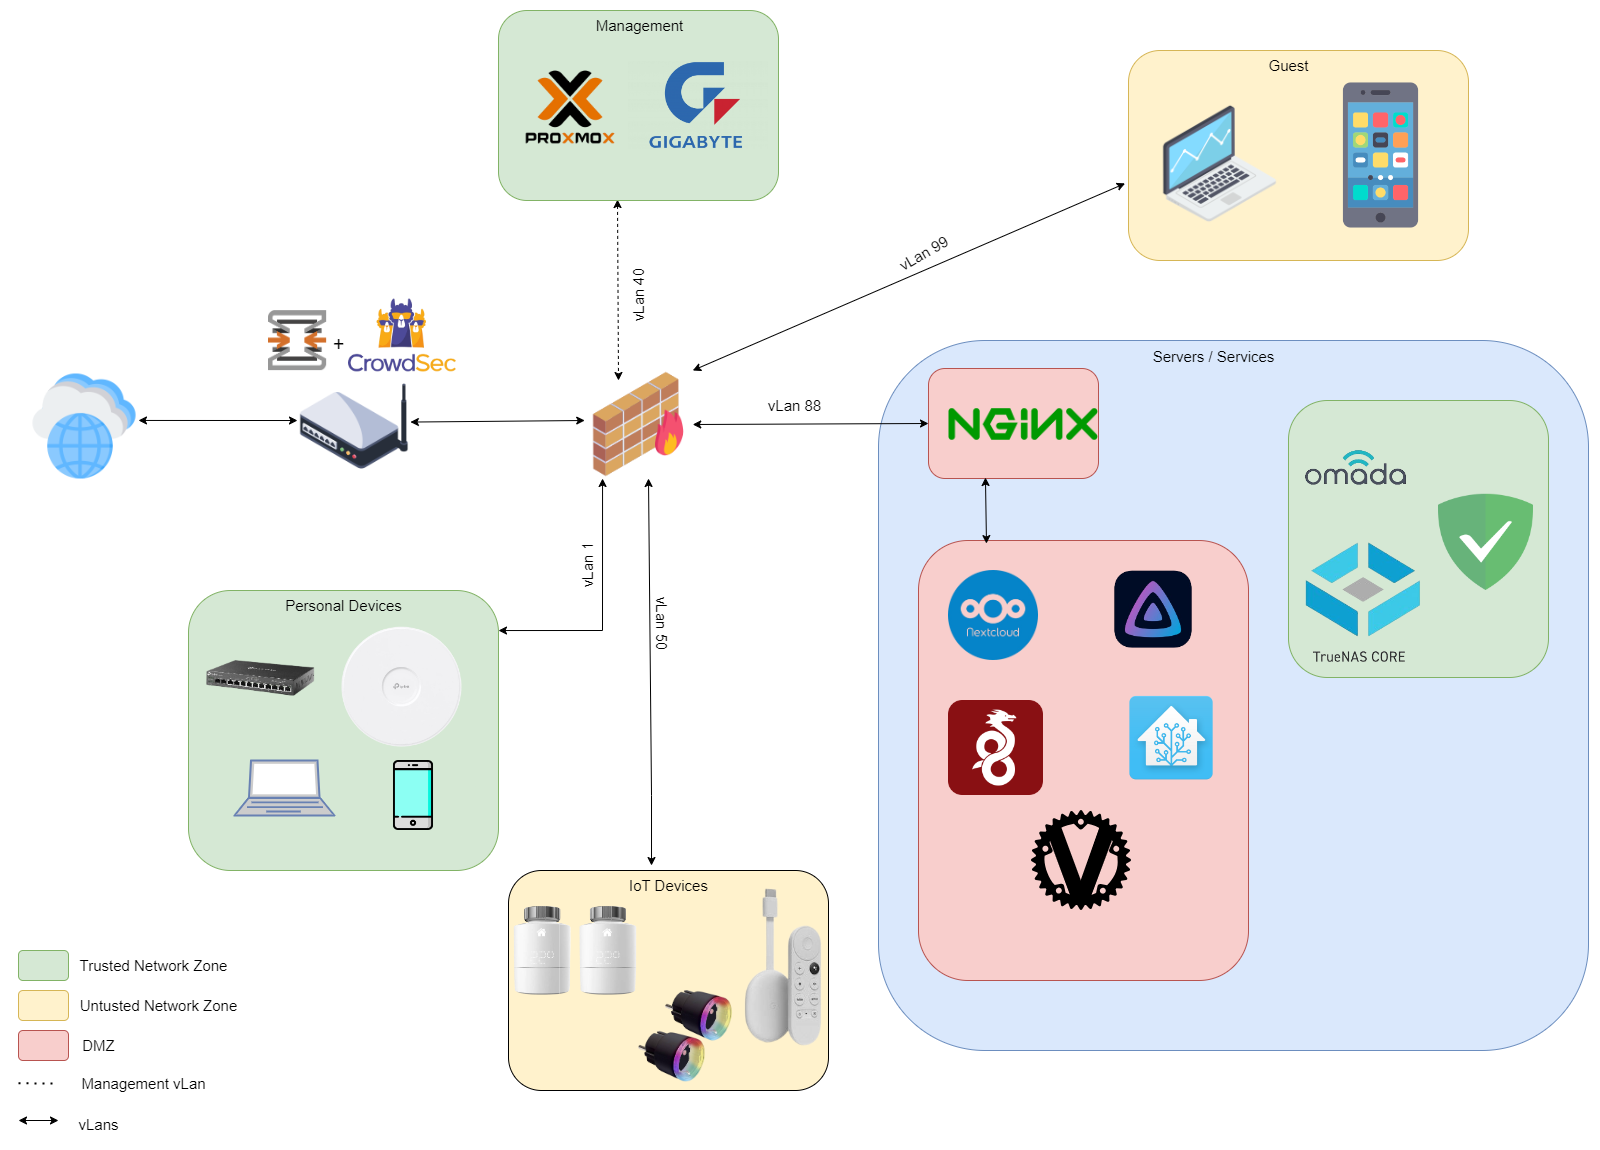 Management
PROXMOX
GIGABYTE
Guest
vLan 99
vLan 40
+
CrowdSec
Servers / Services
vLan 88
NGiNX
omada
TrueNAS CORE
Nextcloud
vLan 1
vLan 50
Personal Devices
IoT Devices
Trusted Network Zone
Untusted Network Zone
DMZ
Management vLan
vLans